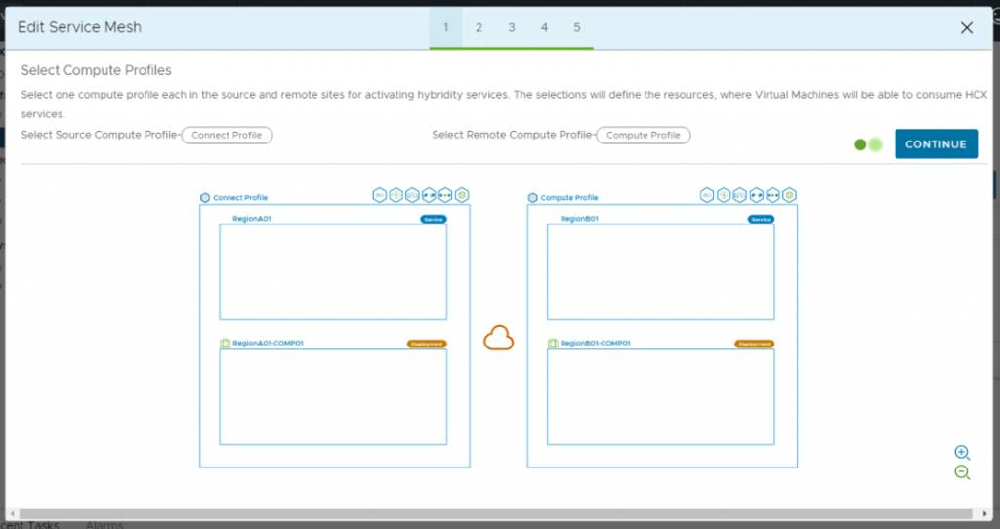 Edit Service Mesh
1 2 3 4 5
Select Compute Profiles
Select one compute profile each in the source and remote sites for activating hybridity services. The selections will define the resources, where Virtual Machines will be able to consume HCX
services.
Select Source Compute Profile- Connect Profile Select Remote Compute Profile- Compute Profile
CONTINUE
Connect Profile Compute Profile
RegionA01 Service RegionB01 Service
RegionA01-COMP01 Deployment RegionB01-COMP01 Deployment
cent Tasks Alarms